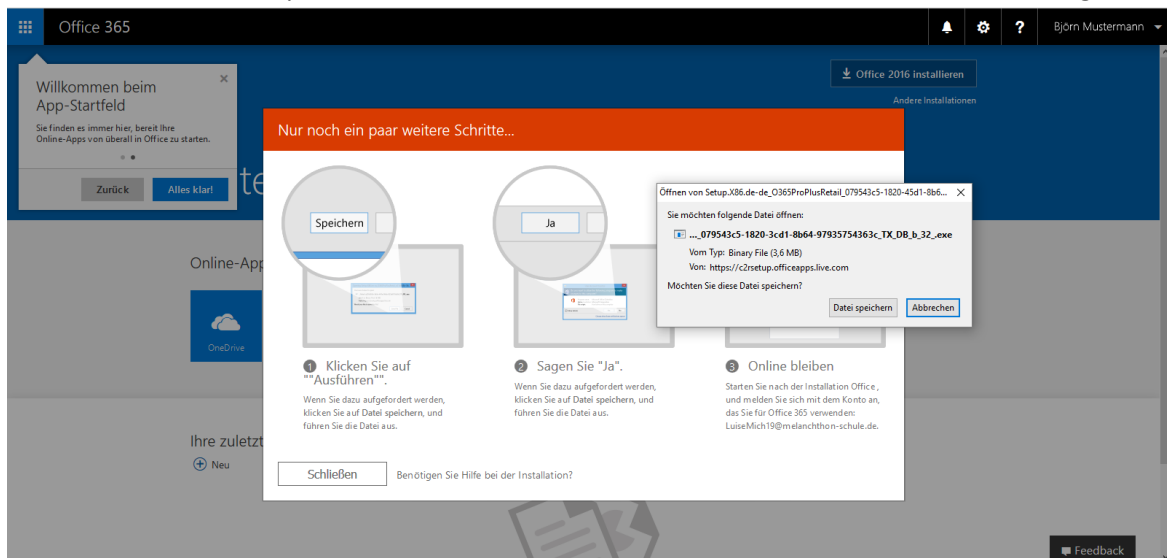 Office 365
?
Björn Mustermann
Willkommen beim
App-Startfeld
Sie finden es immer hier, bereit Ihre
Online-Apps von überall in Office zu starten.
Zurück
Alles klar!
Office 2016 installieren
Andere Installationen
te
Nur noch ein paar weitere Schritte...
Speichern
Ja
Öffnen von Setup.X86.de-de_O365ProPlusRetail_079543c5-1820-45d1-8b6...
Sie möchten folgende Datei öffnen:
..._079543c5-1820-3cd1-8b64-97935754363c_TX_DB_b_32_.exe
Vom Typ: Binary File (3,6 MB)
Von: https://c2rsetup.officeapps.live.com
Möchten Sie diese Datei speichern?
Datei speichern
Abbrechen
Online-App
OneDrive
1 Klicken Sie auf
""Ausführen"".
Wenn Sie dazu aufgefordert werden,
klicken Sie auf Datei speichern, und
führen Sie die Datei aus.
2 Sagen Sie "Ja".
Wenn Sie dazu aufgefordert werden,
klicken Sie auf Datei speichern, und
führen Sie die Datei aus.
3 Online bleiben
Starten Sie nach der Installation Office ,
und melden Sie sich mit dem Konto an,
das Sie für Office 365 verwenden:
LuiseMich19@melanchthon-schule.de.
Ihre zuletzt
Neu
Schließen
Benötigen Sie Hilfe bei der Installation?
Feedback